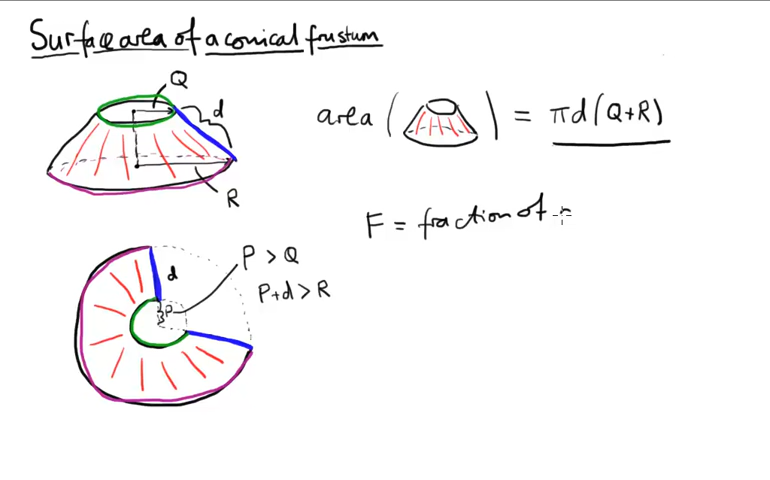 Surface area of a conical frustum
Q
d
R
area ( ) = πd(Q+R)
F = fraction of
d
P > Q
P+d > R
P